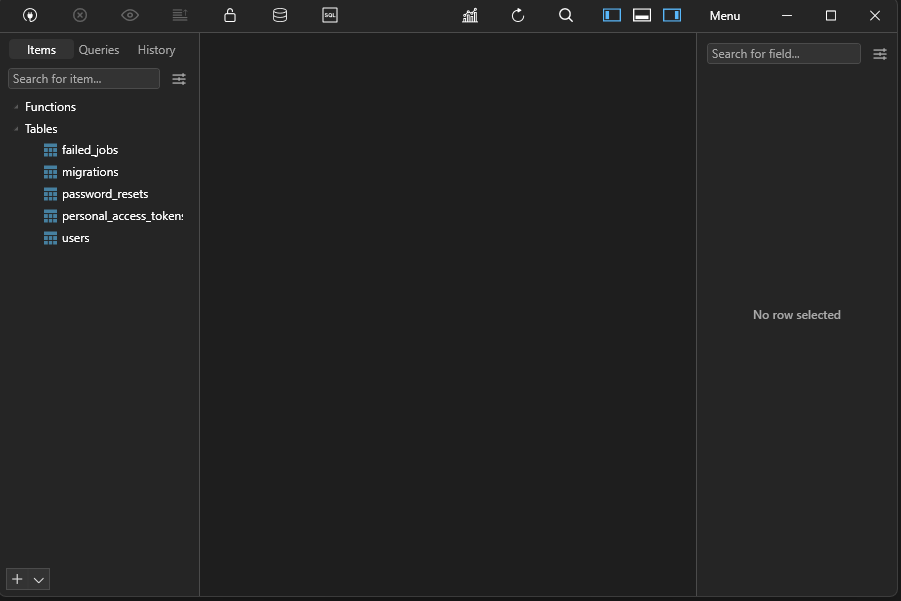 SQL
Menu
Items Queries History
Search for item...
Search for field...
Functions
Tables
failed_jobs
migrations
password_resets
personal_access_tokens
users
No row selected